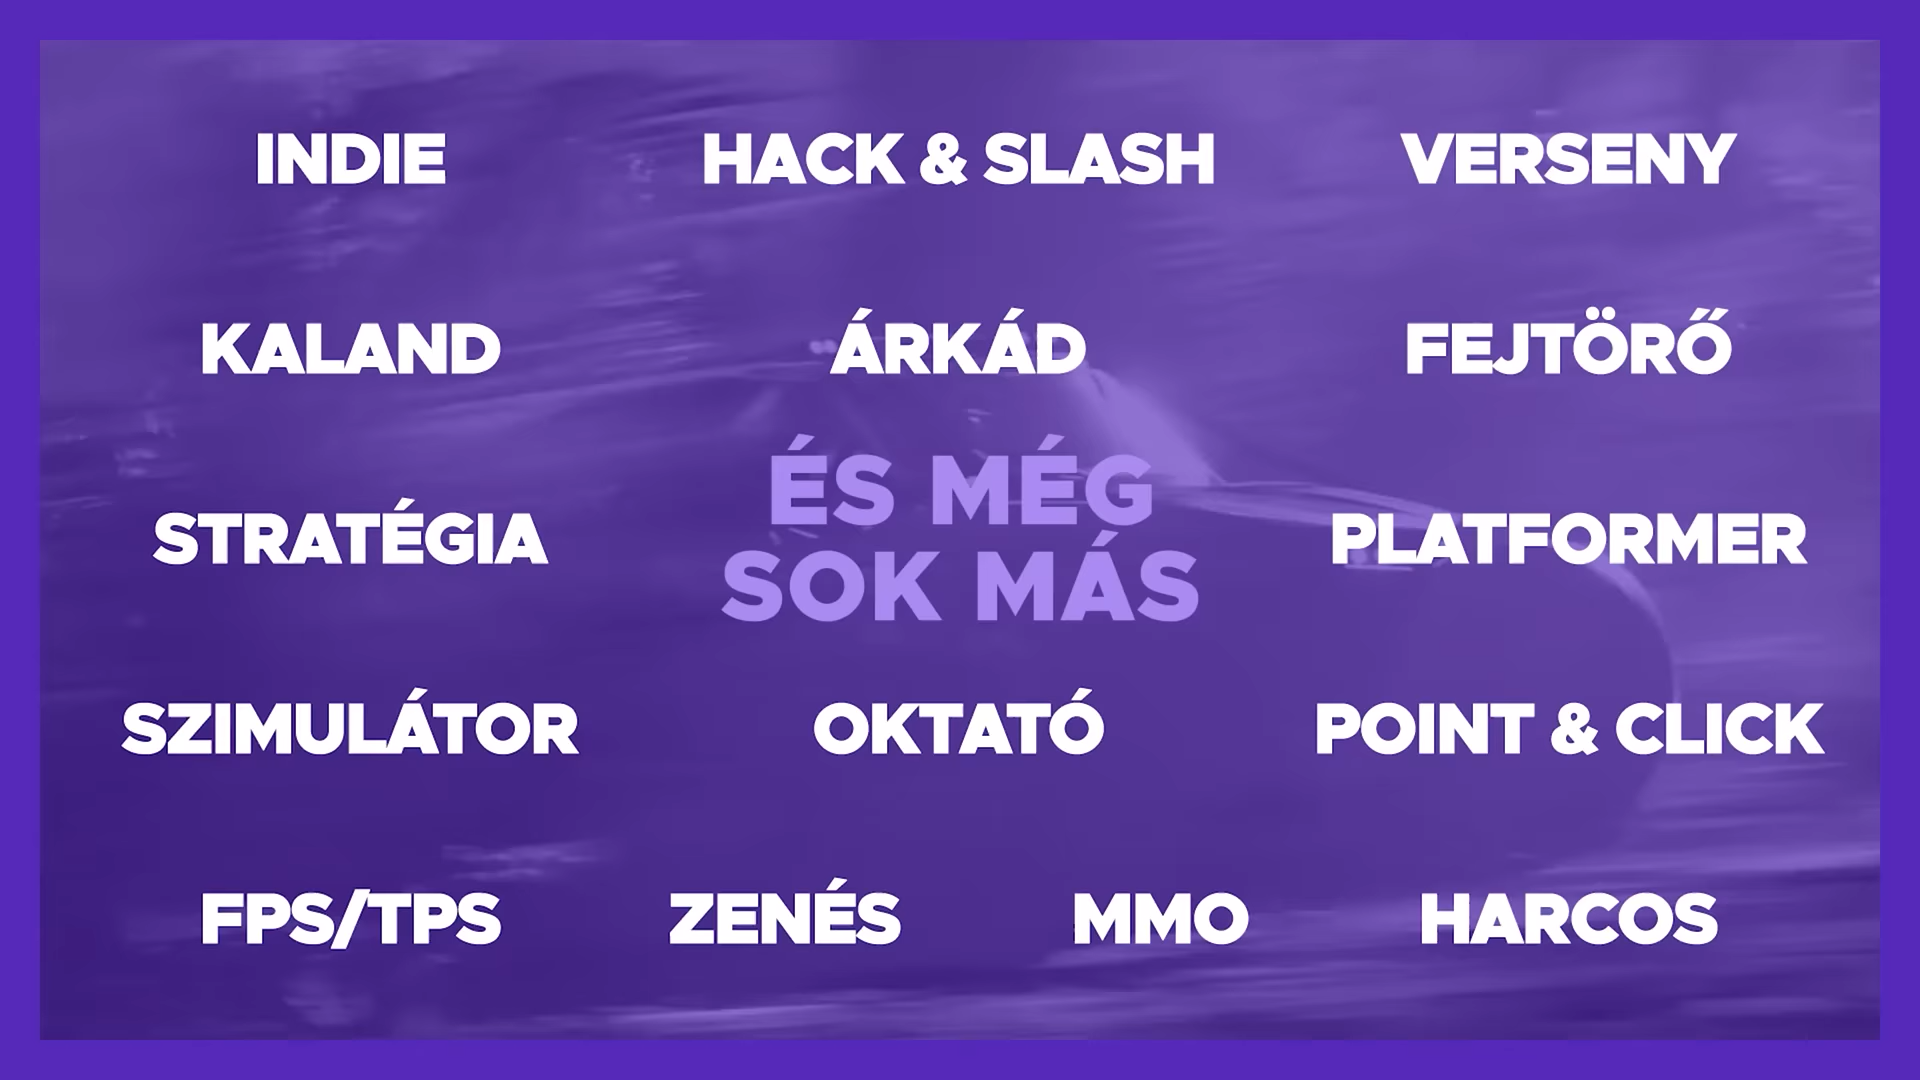 INDIE
HACK & SLASH
VERSENY
KALAND
ÁRKÁD
FEJTÖRŐ
ÉS MÉG
SOK MÁS
STRATÉGIA
PLATFORMER
SZIMULÁTOR
OKTATÓ
POINT & CLICK
FPS/TPS
ZENÉS
MMO
HARCOS